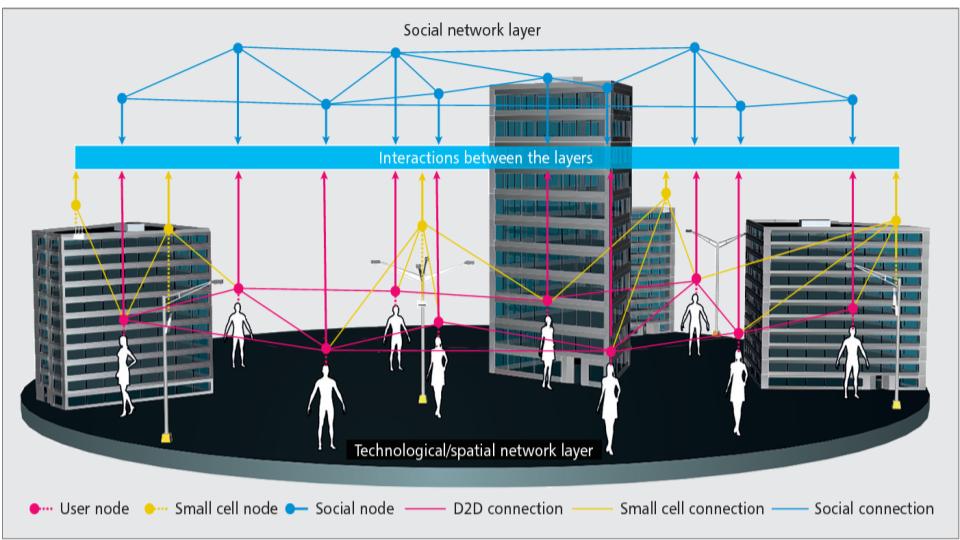 Social network layer
Interactions between the layers
Technological/spatial network layer
User node
Small cell node
Social node
D2D connection
Small cell connection
Social connection